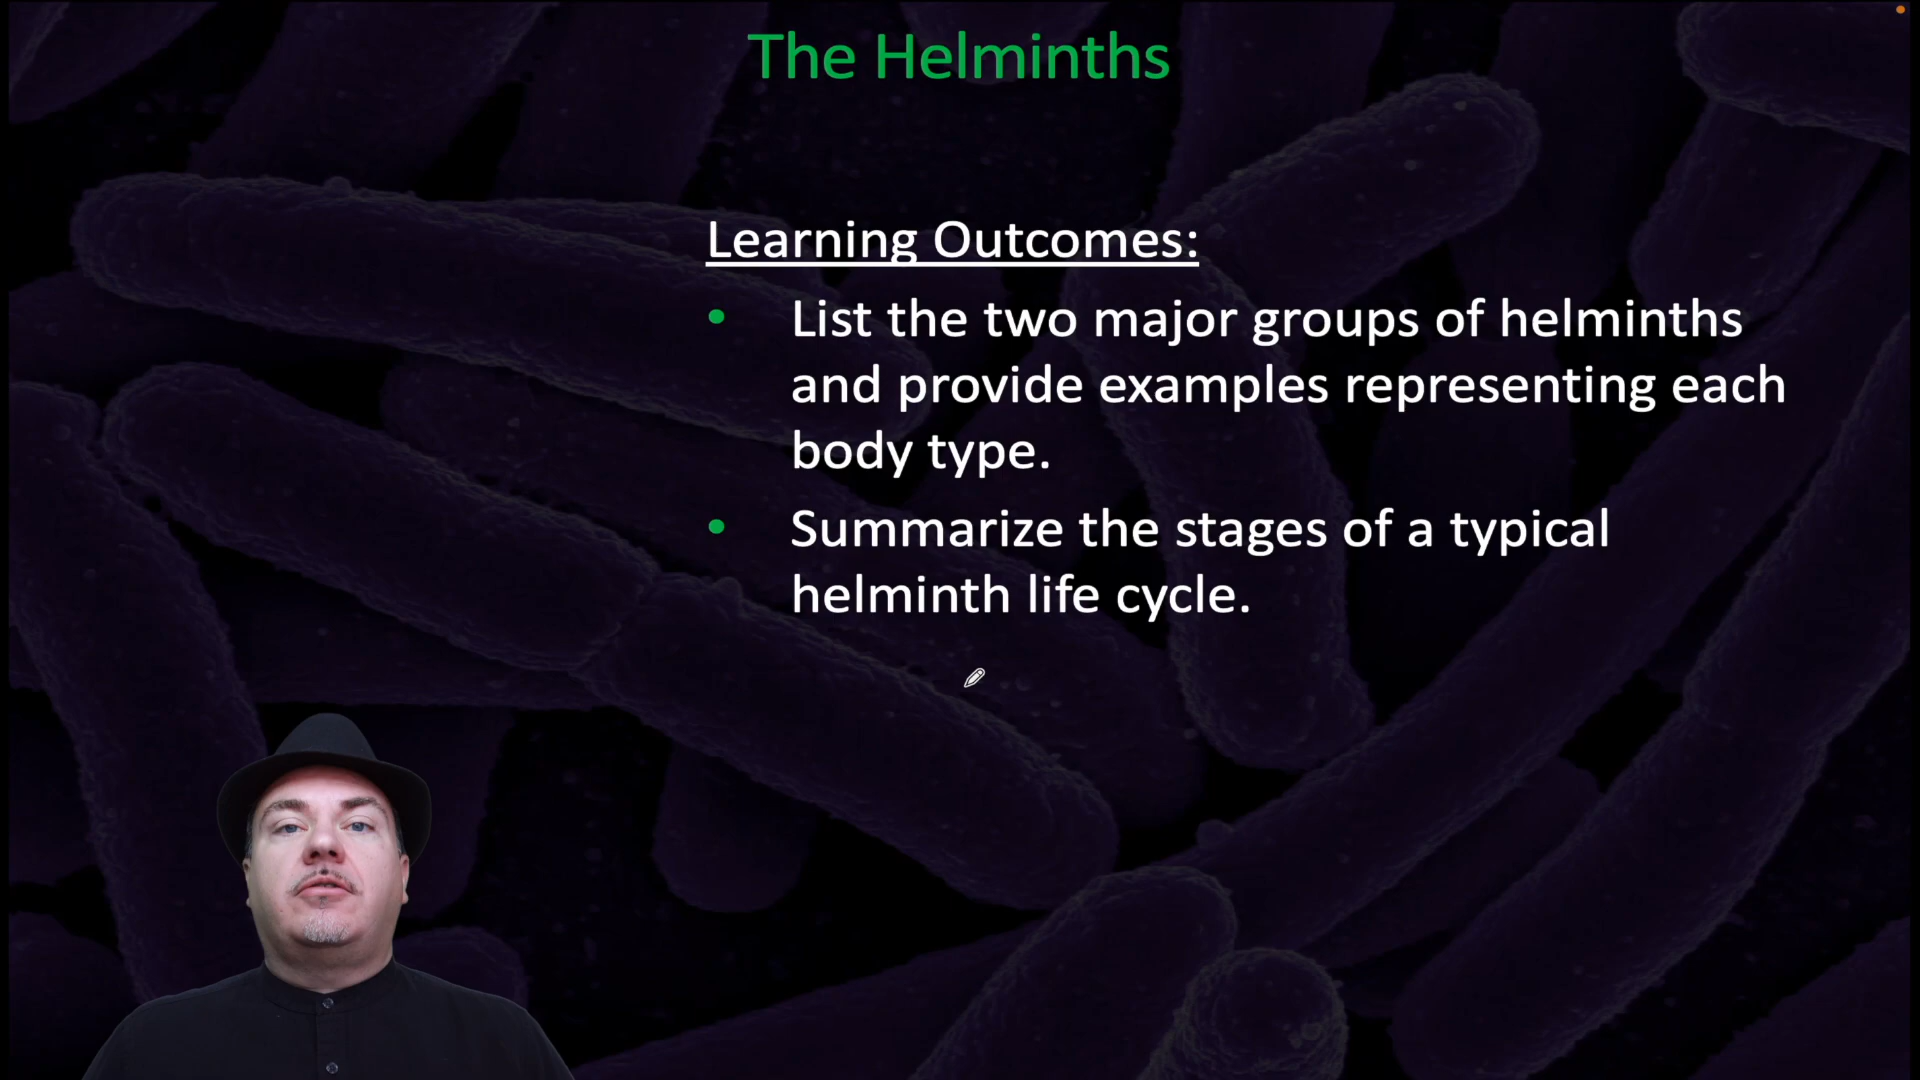 The Helminths
Learning Outcomes:
• List the two major groups of helminths
and provide examples representing each
body type.
• Summarize the stages of a typical
helminth life cycle.